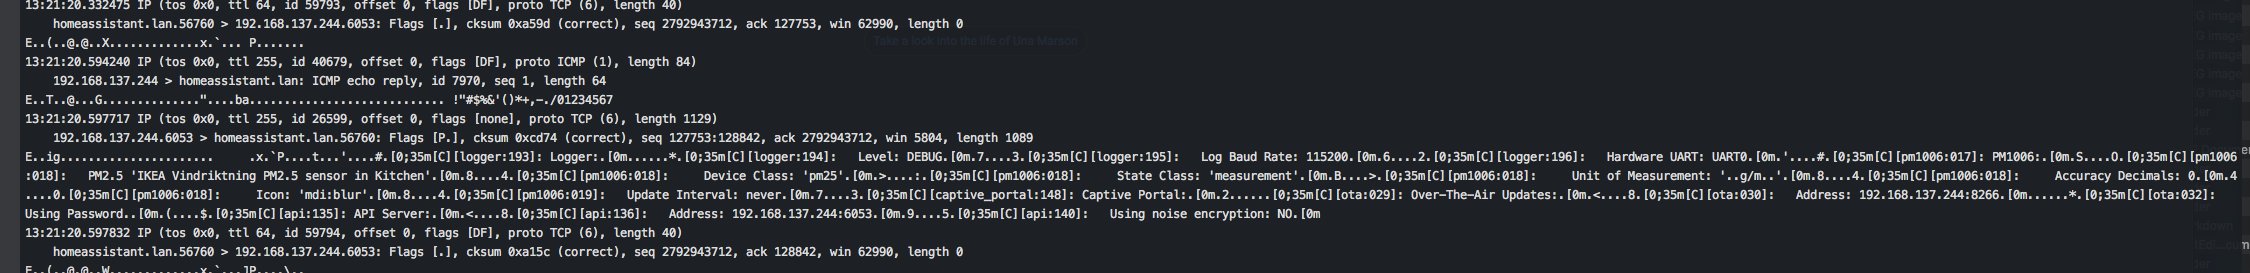 13:21:20.332475 IP (tos 0x0, ttl 64, id 59793, offset 0, flags [DF], proto TCP (6), length 40)
    homeassistant.lan.56760 > 192.168.137.244.6053: Flags [.], cksum 0xa59d (correct), seq 2792943712, ack 127753, win 62990, length 0
E..(..@.@..X.............x.`... P.......
Take a look into the life of Una Marson
13:21:20.594240 IP (tos 0x0, ttl 255, id 40679, offset 0, flags [DF], proto ICMP (1), length 84)
    192.168.137.244 > homeassistant.lan: ICMP echo reply, id 7970, seq 1, length 64
E..T..@...G.............."....ba.......................... !"#$%&'()*+,-./01234567
13:21:20.597717 IP (tos 0x0, ttl 255, id 26599, offset 0, flags [none], proto TCP (6), length 1129)
    192.168.137.244.6053 > homeassistant.lan.56760: Flags [P.], cksum 0xcd74 (correct), seq 127753:128842, ack 2792943712, win 5804, length 1089
E..ig......................     .x.`P....t...'....#.[0;35m[C][logger:193]: Logger:.[0m......*.[0;35m[C][logger:194]:   Level: DEBUG.[0m.7....3.[0;35m[C][logger:195]:   Log Baud Rate: 115200.[0m.6....2.[0;35m[C][logger:196]:   Hardware UART: UART0.[0m.'....#.[0;35m[C][pm1006:017]: PM1006:.[0m.S....O.[0;35m[C][pm1006
:018]:   PM2.5 'IKEA Vindriktning PM2.5 sensor in Kitchen'.[0m.8....4.[0;35m[C][pm1006:018]:     Device Class: 'pm25'.[0m.>....:.[0;35m[C][pm1006:018]:     State Class: 'measurement'.[0m.B....>.[0;35m[C][pm1006:018]:     Unit of Measurement: '..g/m..'.[0m.8....4.[0;35m[C][pm1006:018]:     Accuracy Decimals: 0.[0m.4
....0.[0;35m[C][pm1006:018]:     Icon: 'mdi:blur'.[0m.8....4.[0;35m[C][pm1006:019]:   Update Interval: never.[0m.7....3.[0;35m[C][captive_portal:148]: Captive Portal:.[0m.2......[0;35m[C][ota:029]: Over-The-Air Updates:.[0m.<....8.[0;35m[C][ota:030]:   Address: 192.168.137.244:8266.[0m......*.[0;35m[C][ota:032]:
Using Password..[0m.(....$.[0;35m[C][api:135]: API Server:.[0m.<....8.[0;35m[C][api:136]:   Address: 192.168.137.244:6053.[0m.9....5.[0;35m[C][api:140]:   Using noise encryption: NO.[0m
13:21:20.597832 IP (tos 0x0, ttl 64, id 59794, offset 0, flags [DF], proto TCP (6), length 40)
    homeassistant.lan.56760 > 192.168.137.244.6053: Flags [.], cksum 0xa15c (correct), seq 2792943712, ack 128842, win 62990, length 0